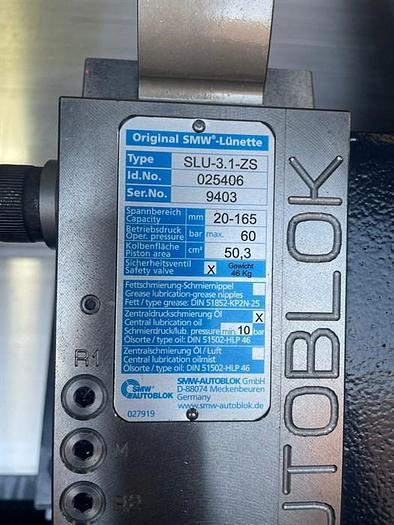 Original SMW®-Lünette
Type SLU-3.1-ZS
Id.No. 025406
Ser.No. 9403
Spannbereich
Capacity mm 20-165
Betriebsdruck
Oper. pressure bar max. 60
Kolbenfläche
Piston area cm² 50,3
Sicherheitsventil
Safety valve X Gewicht
46 Kg
Fettschmierung-Schmiernippel
Grease lubrication-grease nipples
Fett / type grease: DIN 51852-KP2N-25
Zentraldruckschmierung Öl X
Central lubrication oil
Schmierdruck/lub. pressure min. 10 bar
Ölsorte / type oil: DIN 51502-HLP 46
Zentralschmierung Öl / Luft
Central lubrication oilmist
Ölsorte / type oil: DIN 51502-HLP 46
SMW®
AUTOBLOK
SMW-AUTOBLOK GmbH
D-88074 Meckenbeuren
Germany
www.smw-autoblok.de
027919
R1
M
UTOBLOK